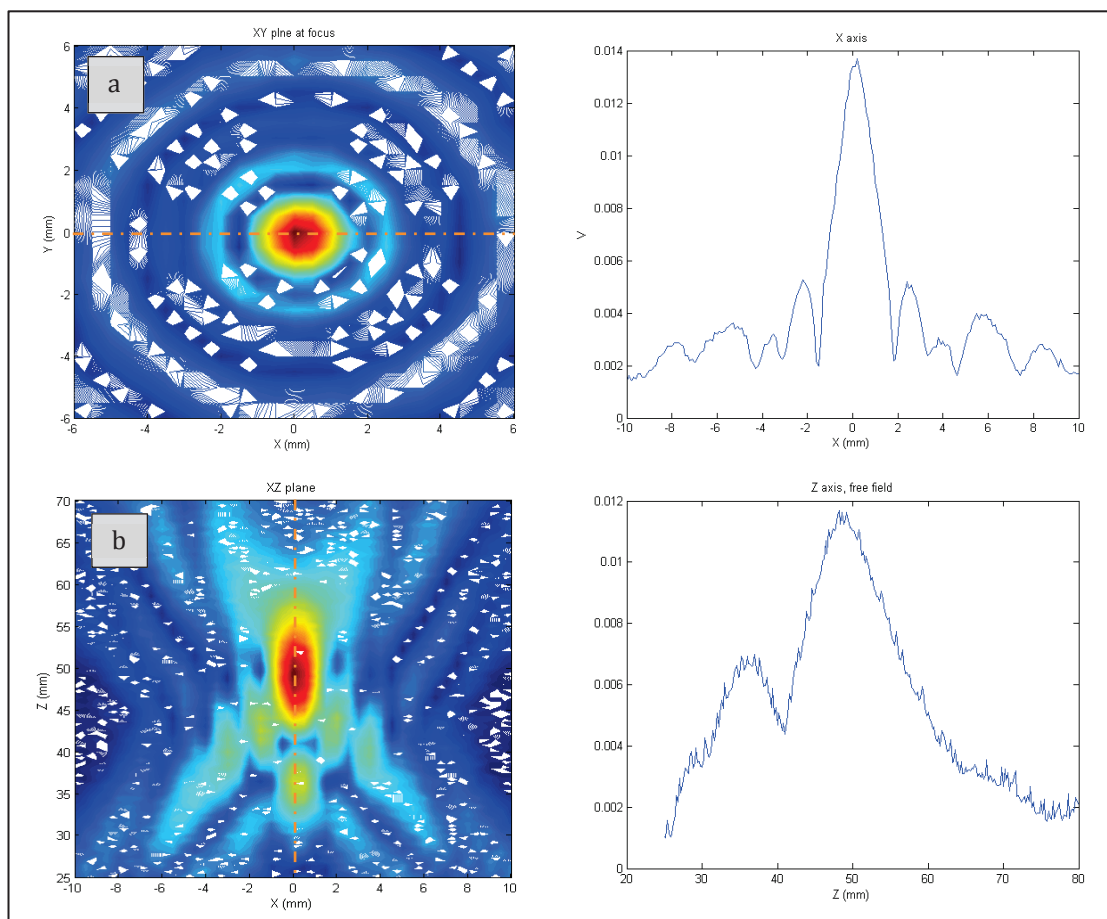 XY plne at focus
a
6
4
2
0
-2
-4
-6
Y (mm)
-6 -4 -2 0 2 4 6
X (mm)
X axis
0.014
0.012
0.01
0.008
0.006
0.004
0.002
0
V
-10 -8 -6 -4 -2 0 2 4 6 8 10
X (mm)
XZ plane
b
70
65
60
55
50
45
40
35
30
25
Z (mm)
-10 -8 -6 -4 -2 0 2 4 6 8 10
X (mm)
Z axis, free field
0.012
0.01
0.008
0.006
0.004
0.002
0
20 30 40 50 60 70 80
Z (mm)